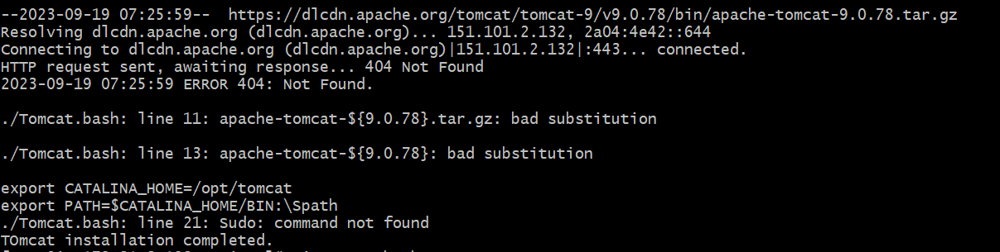 --2023-09-19 07:25:59--  https://dlcdn.apache.org/tomcat/tomcat-9/v9.0.78/bin/apache-tomcat-9.0.78.tar.gz
Resolving dlcdn.apache.org (dlcdn.apache.org)... 151.101.2.132, 2a04:4e42::644
Connecting to dlcdn.apache.org (dlcdn.apache.org)|151.101.2.132|:443... connected.
HTTP request sent, awaiting response... 404 Not Found
2023-09-19 07:25:59 ERROR 404: Not Found.
./Tomcat.bash: line 11: apache-tomcat-${9.0.78}.tar.gz: bad substitution
./Tomcat.bash: line 13: apache-tomcat-${9.0.78}: bad substitution
export CATALINA_HOME=/opt/tomcat
export PATH=$CATALINA_HOME/BIN:\Spath
./Tomcat.bash: line 21: Sudo: command not found
TOmcat installation completed.